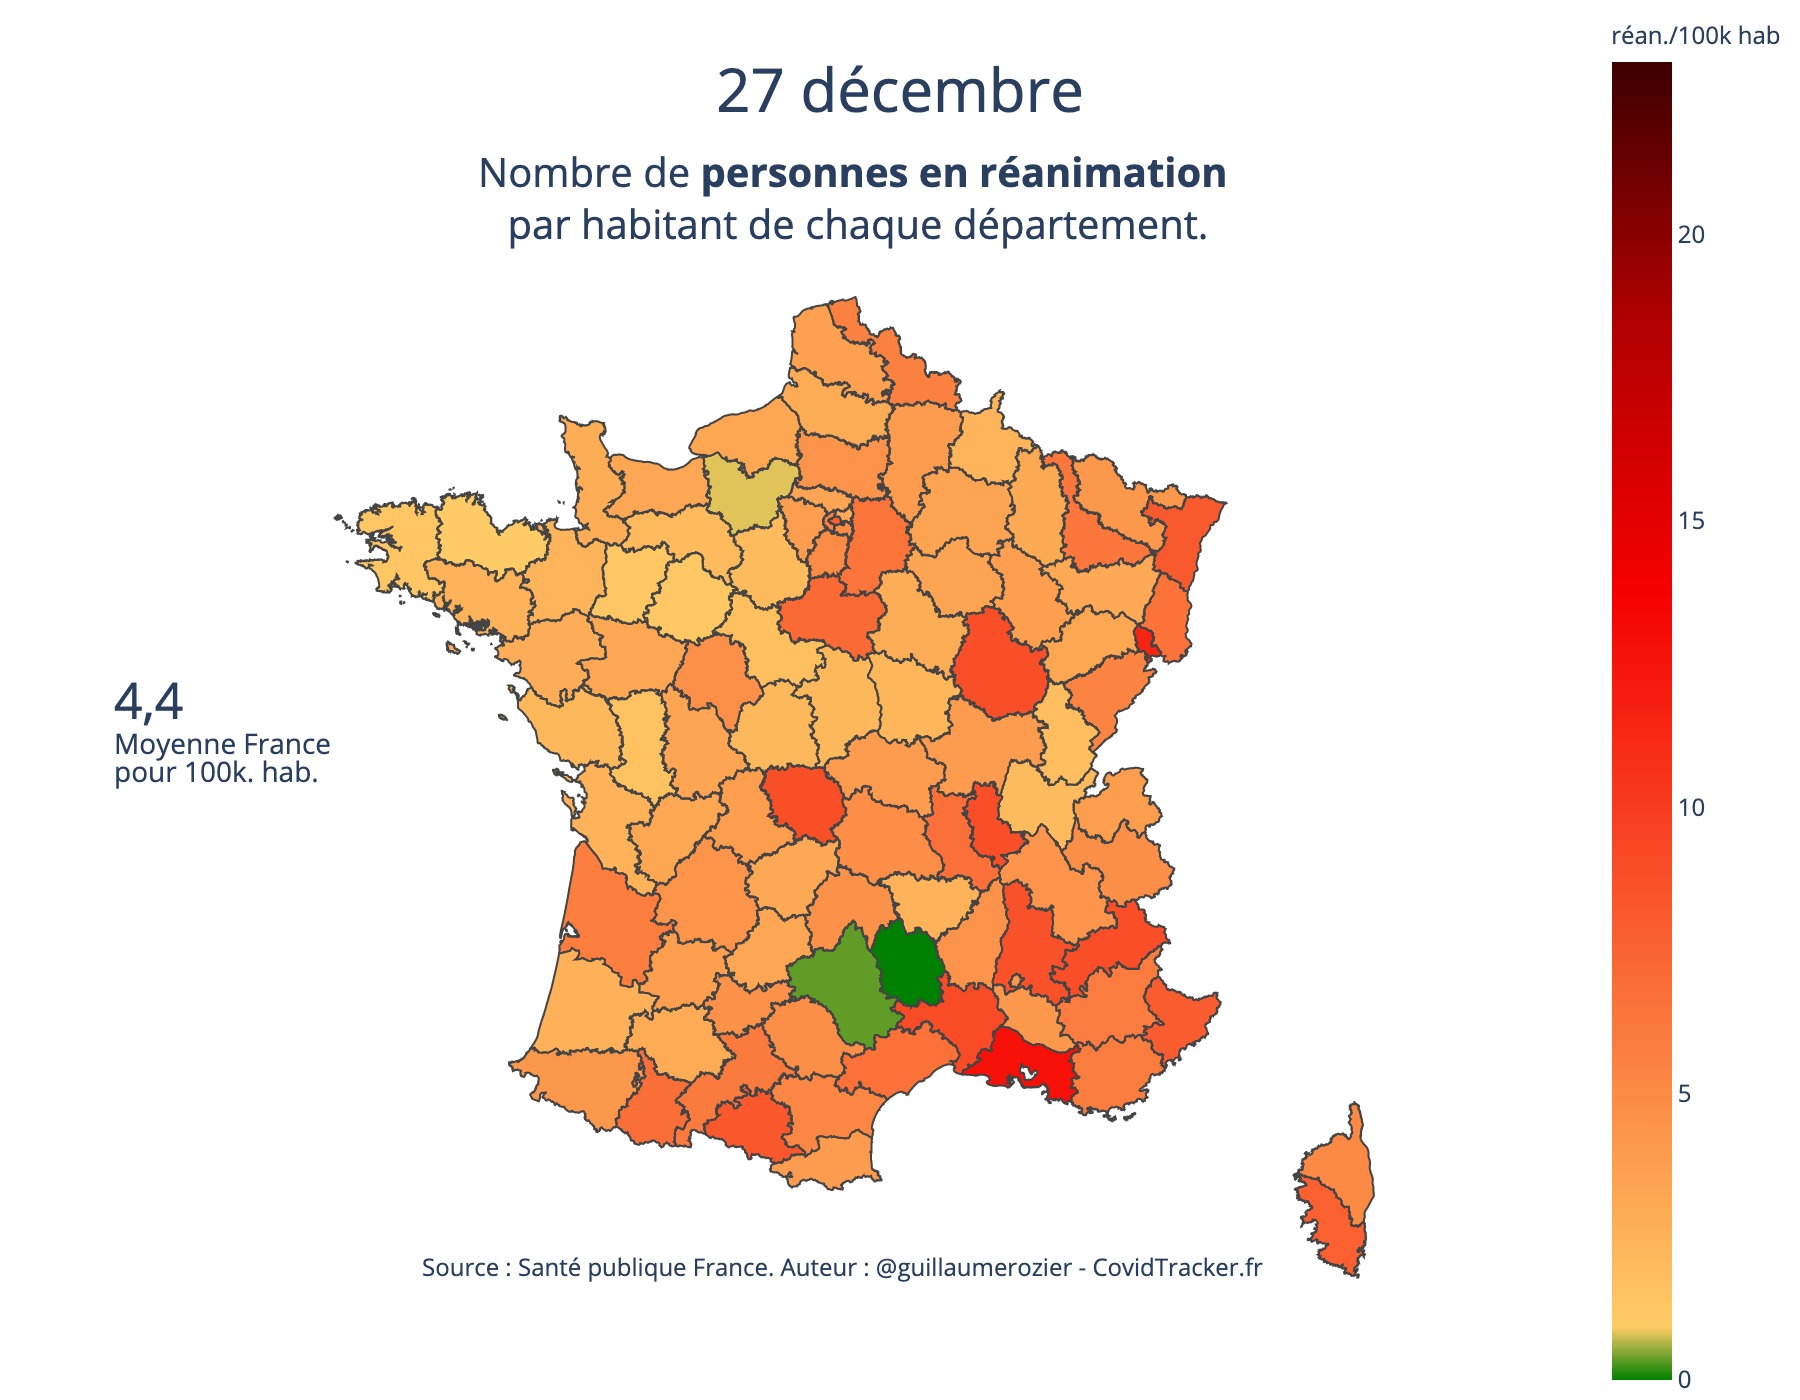 réan./100k hab
27 décembre
Nombre de personnes en réanimation
par habitant de chaque département.
20
15
10
5
0
4,4
Moyenne France
pour 100k. hab.
Source : Santé publique France. Auteur : @guillaumerozier - CovidTracker.fr